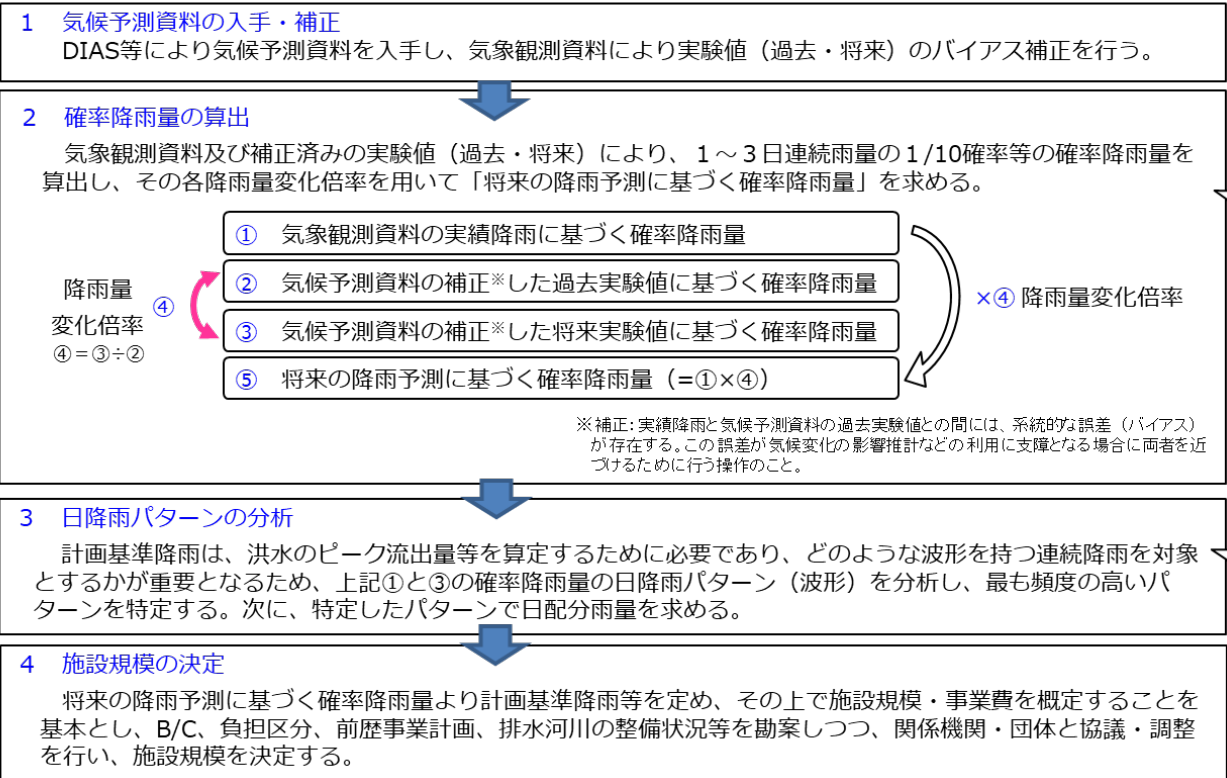 1 気候予測資料の入手・補正
DIAS等により気候予測資料を入手し、気象観測資料により実験値（過去・将来）のバイアス補正を行う。
2 確率降雨量の算出
気象観測資料及び補正済みの実験値（過去・将来）により、１～３日連続雨量の１/10確率等の確率降雨量を
算出し、その各降雨量変化倍率を用いて「将来の降雨予測に基づく確率降雨量」を求める。
① 気象観測資料の実績降雨に基づく確率降雨量
② 気候予測資料の補正※した過去実験値に基づく確率降雨量
③ 気候予測資料の補正※した将来実験値に基づく確率降雨量
⑤ 将来の降雨予測に基づく確率降雨量（=①×④）
降雨量
変化倍率
④
④＝③÷②
×④ 降雨量変化倍率
※補正：実績降雨と気候予測資料の過去実験値との間には、系統的な誤差（バイアス）
が存在する。この誤差が気候変化の影響推計などの利用に支障となる場合に両者を近
づけるために行う操作のこと。
3 日降雨パターンの分析
計画基準降雨は、洪水のピーク流出量等を算定するために必要であり、どのような波形を持つ連続降雨を対象
とするかが重要となるため、上記①と③の確率降雨量の日降雨パターン（波形）を分析し、最も頻度の高いパ
ターンを特定する。次に、特定したパターンで日配分雨量を求める。
4 施設規模の決定
将来の降雨予測に基づく確率降雨量より計画基準降雨等を定め、その上で施設規模・事業費を概定することを
基本とし、B/C、負担区分、前歴事業計画、排水河川の整備状況等を勘案しつつ、関係機関・団体と協議・調整
を行い、施設規模を決定する。